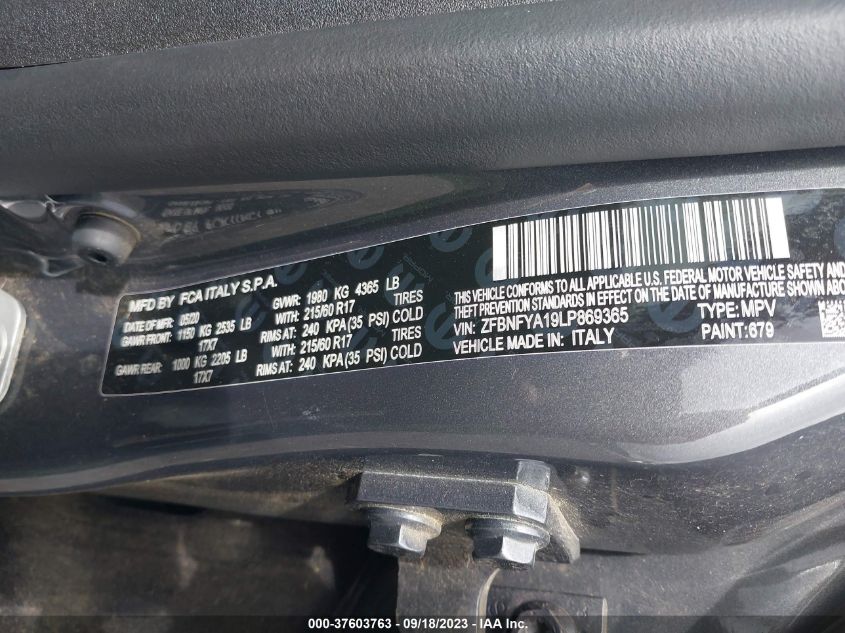 MFD BY FCA ITALY S.P.A.
DATE OF MFR: 05/20 GVWR: 1980 KG 4365 LB
GAWR FRONT: 1150 KG 2535 LB WITH: 215/60 R17 TIRES
17X7 RIMS AT: 240 KPA(35 PSI) COLD
GAWR REAR: 1000 KG 2205 LB WITH: 215/60 R17 TIRES
17X7 RIMS AT: 240 KPA(35 PSI) COLD
THIS VEHICLE CONFORMS TO ALL APPLICABLE U.S. FEDERAL MOTOR VEHICLE SAFETY AND
THEFT PREVENTION STANDARDS IN EFFECT ON THE DATE OF MANUFACTURE SHOWN ABOVE.
VIN: ZFBNFYA19LP869365 TYPE: MPV
VEHICLE MADE IN: ITALY PAINT:679
000-37603763 - 09/18/2023 - IAA Inc.